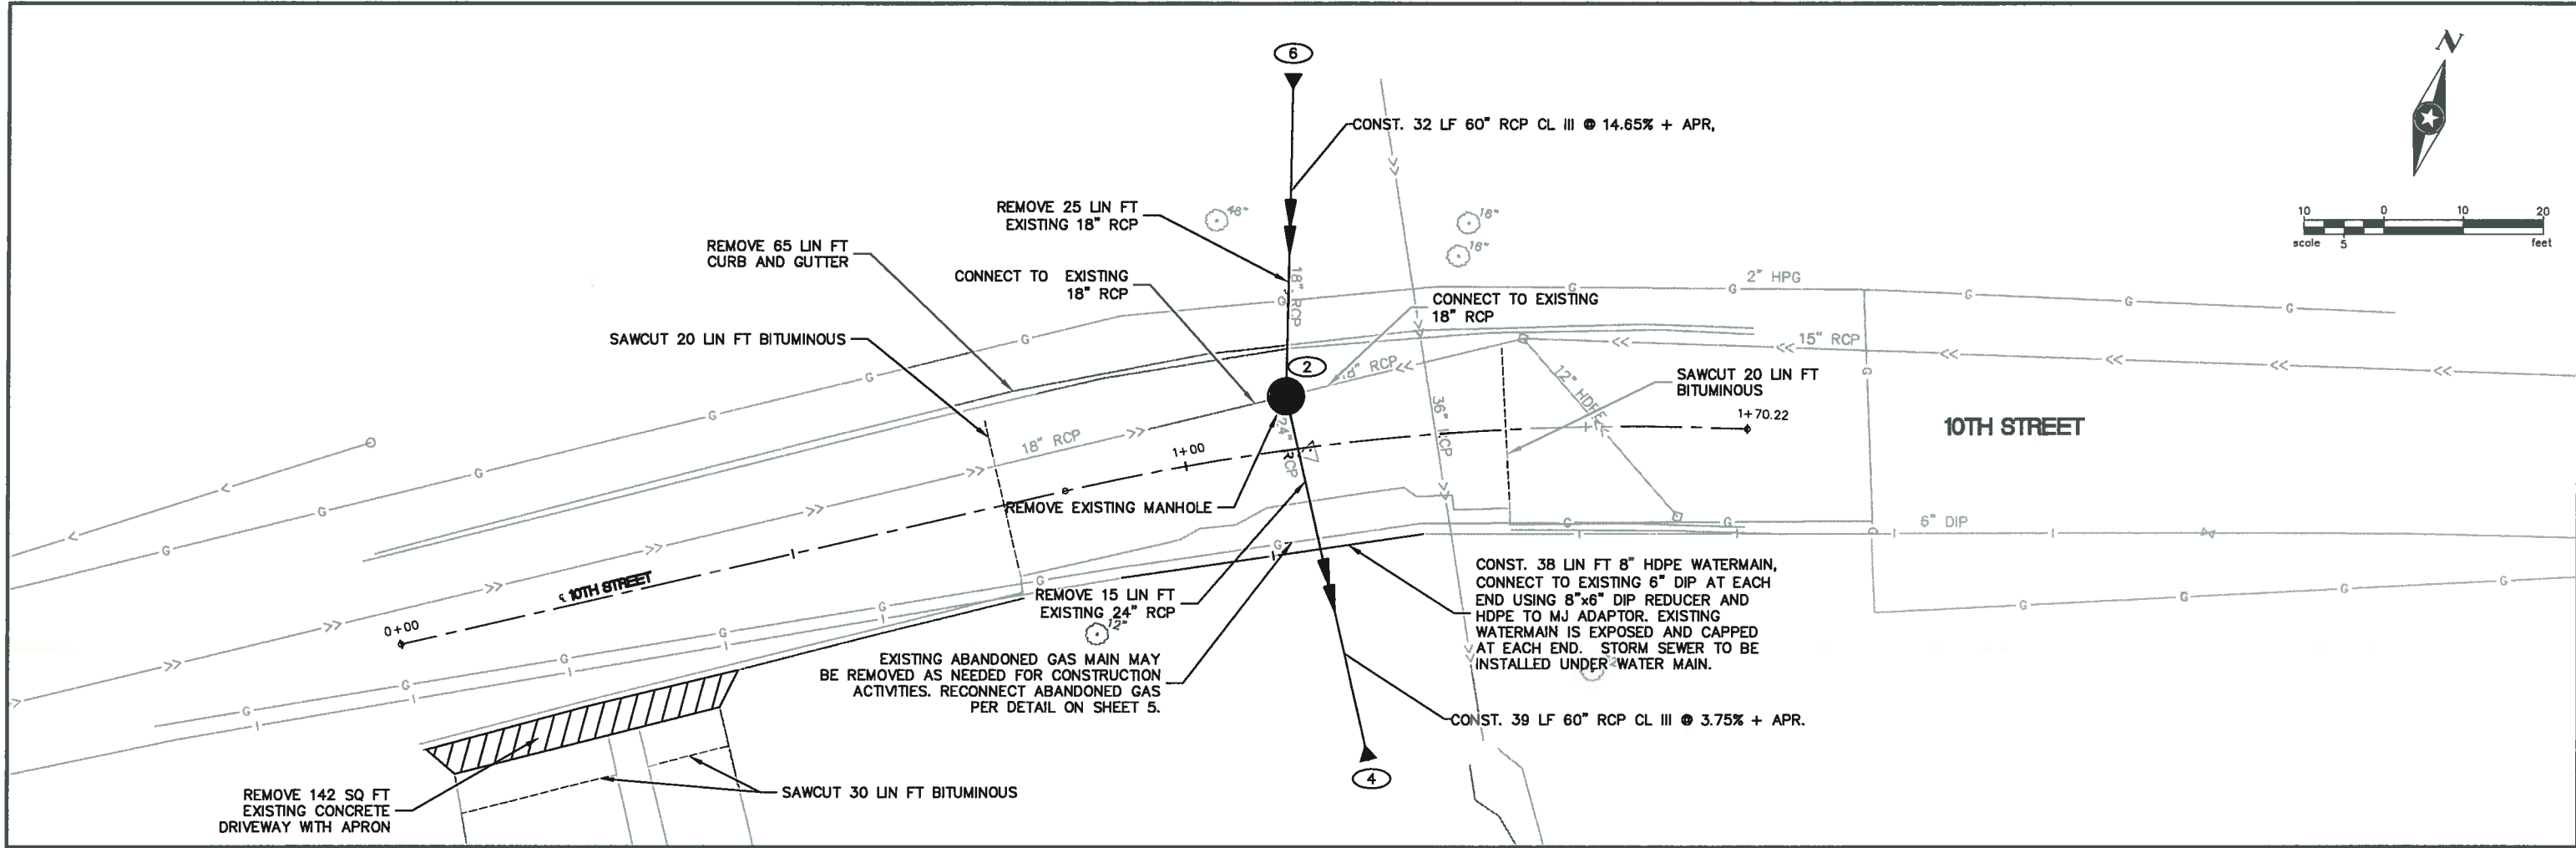 6
N
CONST. 32 LF 60" RCP CL III @ 14.65% + APR,
10 0 10 20
scale 5 feet
REMOVE 25 LIN FT
EXISTING 18" RCP
48"
16"
16"
REMOVE 65 LIN FT
CURB AND GUTTER
CONNECT TO EXISTING
18" RCP
18" RCP
G G G G G G
2" HPG
CONNECT TO EXISTING
18" RCP
SAWCUT 20 LIN FT BITUMINOUS
15" RCP
2
18" RCP
SAWCUT 20 LIN FT
BITUMINOUS
12" HDPE
36" RCP
1+70.22
10TH STREET
24" RCP
18" RCP
1+00
REMOVE EXISTING MANHOLE
6" DIP
℄ 10TH STREET
0+00
REMOVE 15 LIN FT
EXISTING 24" RCP
12"
CONST. 38 LIN FT 8" HDPE WATERMAIN,
CONNECT TO EXISTING 6" DIP AT EACH
END USING 8"x6" DIP REDUCER AND
HDPE TO MJ ADAPTOR. EXISTING
WATERMAIN IS EXPOSED AND CAPPED
AT EACH END. STORM SEWER TO BE
INSTALLED UNDER WATER MAIN.
EXISTING ABANDONED GAS MAIN MAY
BE REMOVED AS NEEDED FOR CONSTRUCTION
ACTIVITIES. RECONNECT ABANDONED GAS
PER DETAIL ON SHEET 5.
CONST. 39 LF 60" RCP CL III @ 3.75% + APR.
4
REMOVE 142 SQ FT
EXISTING CONCRETE
DRIVEWAY WITH APRON
SAWCUT 30 LIN FT BITUMINOUS